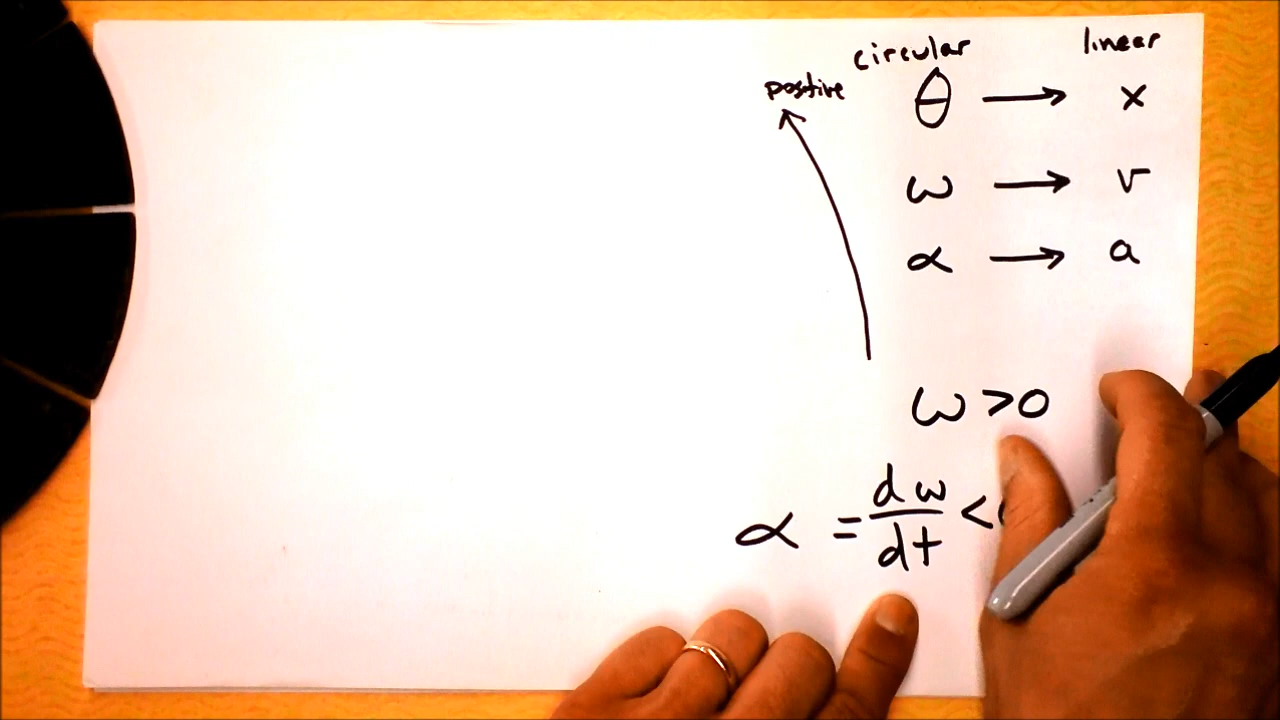 circular linear
positive θ → x
ω → v
α → a
ω >0
α = dω/dt <